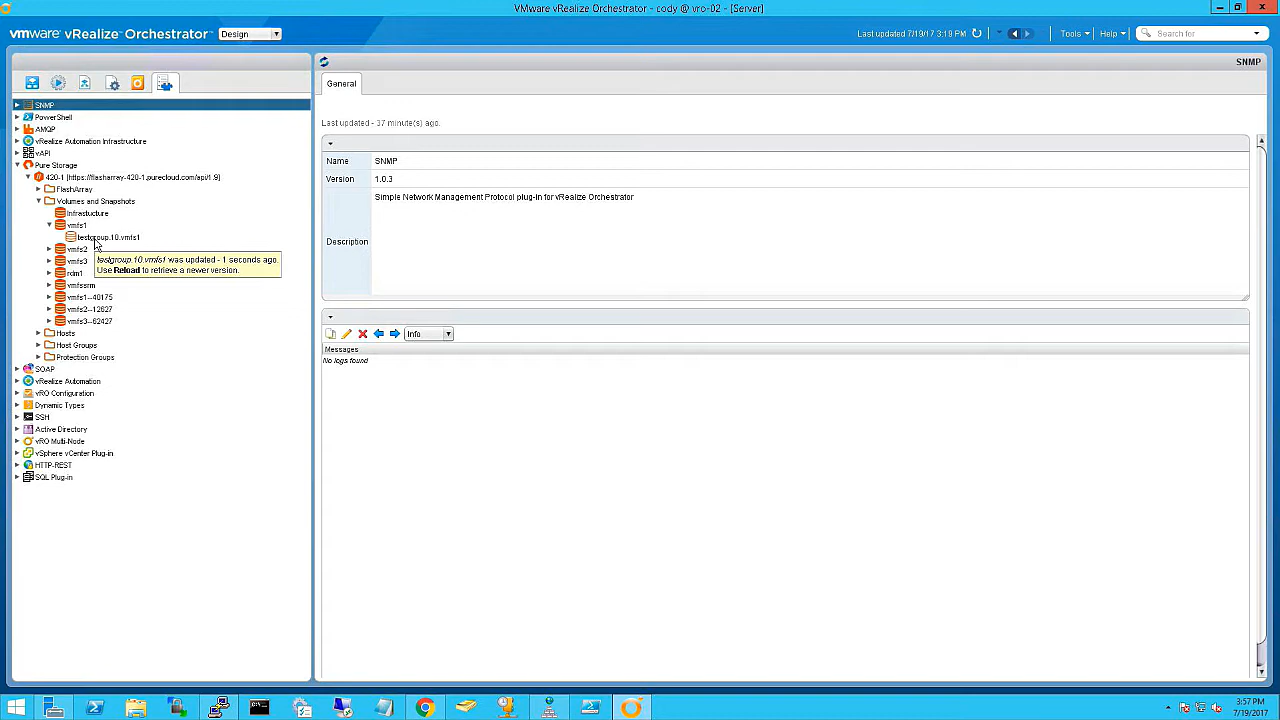 VMware vRealize Orchestrator - cody @ vro-02 - [Server]
vmware vRealize™ Orchestrator™ Design Last updated 7/19/17 3:19 PM Tools Help Search for
SNMP
General
Last updated - 37 minute(s) ago.
Name SNMP
Version 1.0.3
Description Simple Network Management Protocol plug-in for vRealize Orchestrator
Info
Messages
No logs found
SNMP
PowerShell
AMQP
vRealize Automation Infrastructure
vAPI
Pure Storage
420-1 [https://flasharray-420-1.purecloud.com/api/1.9]
FlashArray
Volumes and Snapshots
Infrastucture
vmfs1
testgroup.10.vmfs1
vmfs2
vmfs3
rdm1
vmfssrm
vmfs1--40175
vmfs2--12627
vmfs3--62427
Hosts
Host Groups
Protection Groups
SOAP
vRealize Automation
vRO Configuration
Dynamic Types
SSH
Active Directory
vRO Multi-Node
vSphere vCenter Plug-in
HTTP-REST
SQL Plug-in
testgroup.10.vmfs1 was updated - 1 seconds ago.
Use Reload to retrieve a newer version.
3:57 PM
7/19/2017